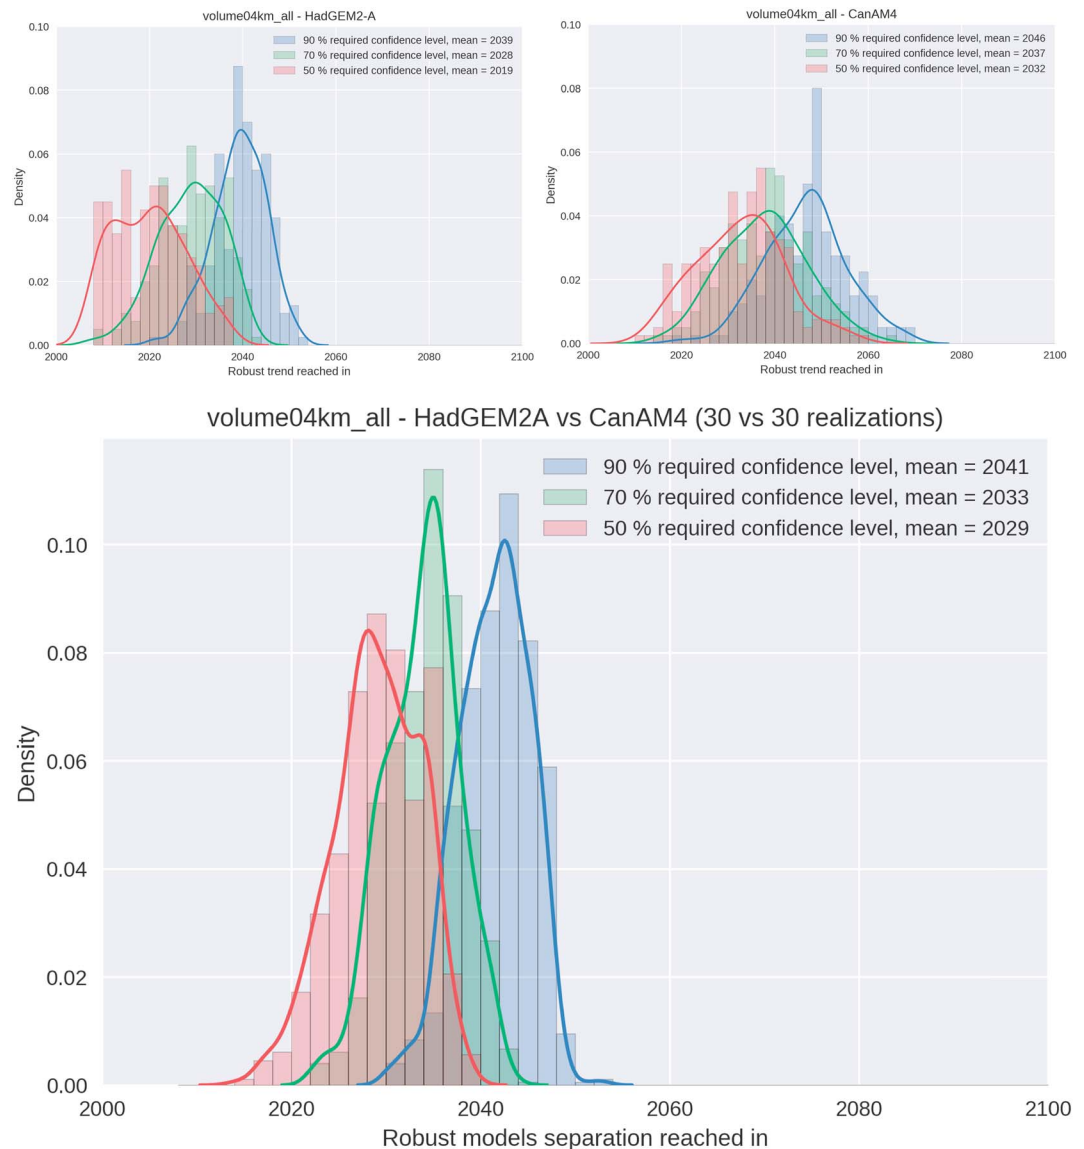 volume04km_all - HadGEM2-A
90 % required confidence level, mean = 2039
70 % required confidence level, mean = 2028
50 % required confidence level, mean = 2019
0.10
0.08
0.06
0.04
0.02
0.00
Density
2000 2020 2040 2060 2080 2100
Robust trend reached in
volume04km_all - CanAM4
90 % required confidence level, mean = 2046
70 % required confidence level, mean = 2037
50 % required confidence level, mean = 2032
0.10
0.08
0.06
0.04
0.02
0.00
Density
2000 2020 2040 2060 2080 2100
Robust trend reached in
volume04km_all - HadGEM2A vs CanAM4 (30 vs 30 realizations)
90 % required confidence level, mean = 2041
70 % required confidence level, mean = 2033
50 % required confidence level, mean = 2029
0.10
0.08
0.06
0.04
0.02
0.00
Density
2000 2020 2040 2060 2080 2100
Robust models separation reached in